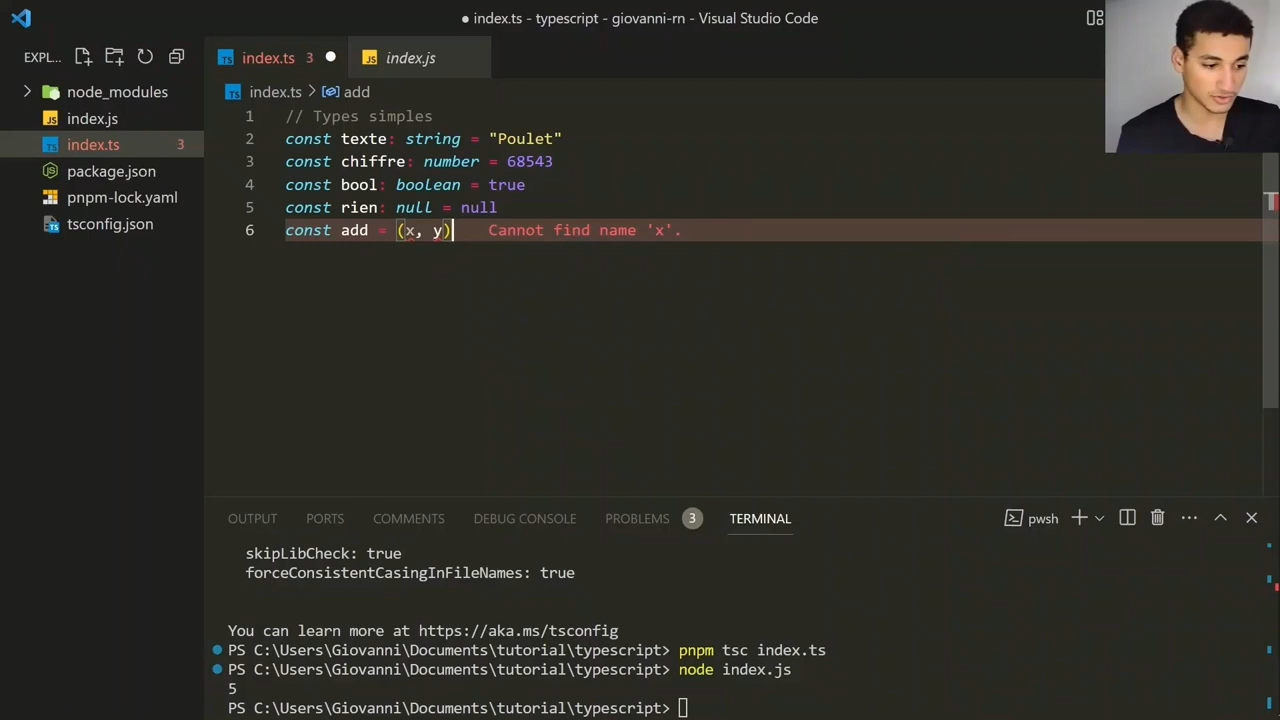 ● index.ts - typescript - giovanni-rn - Visual Studio Code
EXPL...
index.ts 3
index.js
node_modules
index.js
index.ts 3
package.json
pnpm-lock.yaml
tsconfig.json
index.ts > add
1 // Types simples
2 const texte: string = "Poulet"
3 const chiffre: number = 68543
4 const bool: boolean = true
5 const rien: null = null
6 const add = (x, y) Cannot find name 'x'.
OUTPUT PORTS COMMENTS DEBUG CONSOLE PROBLEMS 3 TERMINAL
pwsh
skipLibCheck: true
forceConsistentCasingInFileNames: true
You can learn more at https://aka.ms/tsconfig
PS C:\Users\Giovanni\Documents\tutorial\typescript> pnpm tsc index.ts
PS C:\Users\Giovanni\Documents\tutorial\typescript> node index.js
5
PS C:\Users\Giovanni\Documents\tutorial\typescript>